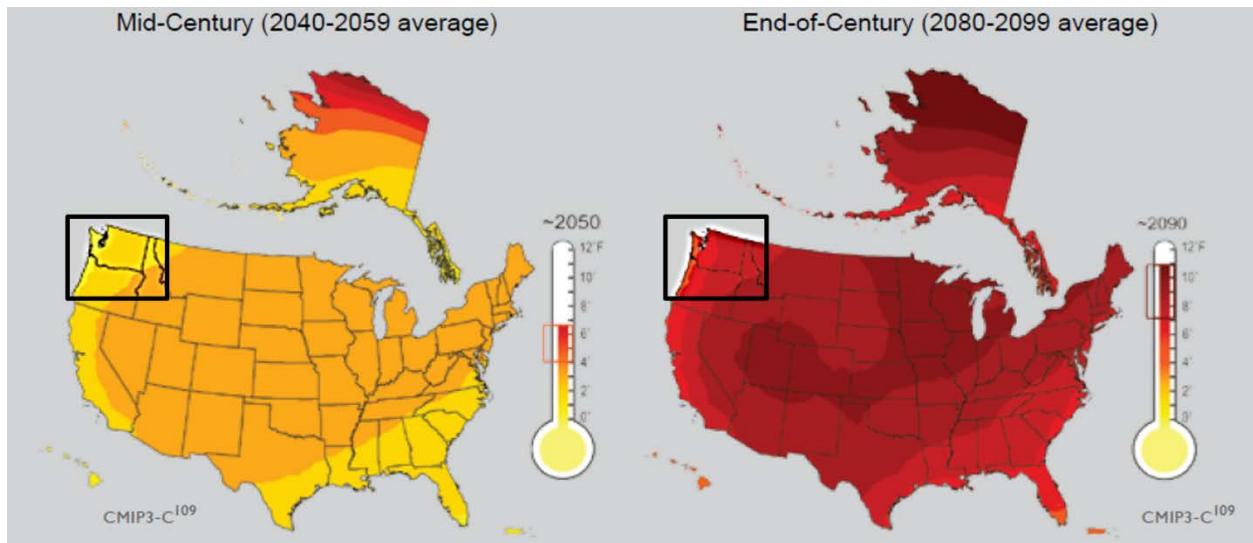 Mid-Century (2040-2059 average)
End-of-Century (2080-2099 average)
~2050
12°F
10°
8°
6°
4°
2°
0°
CMIP3-C109
~2090
12°F
10°
8°
6°
4°
2°
0°
CMIP3-C109